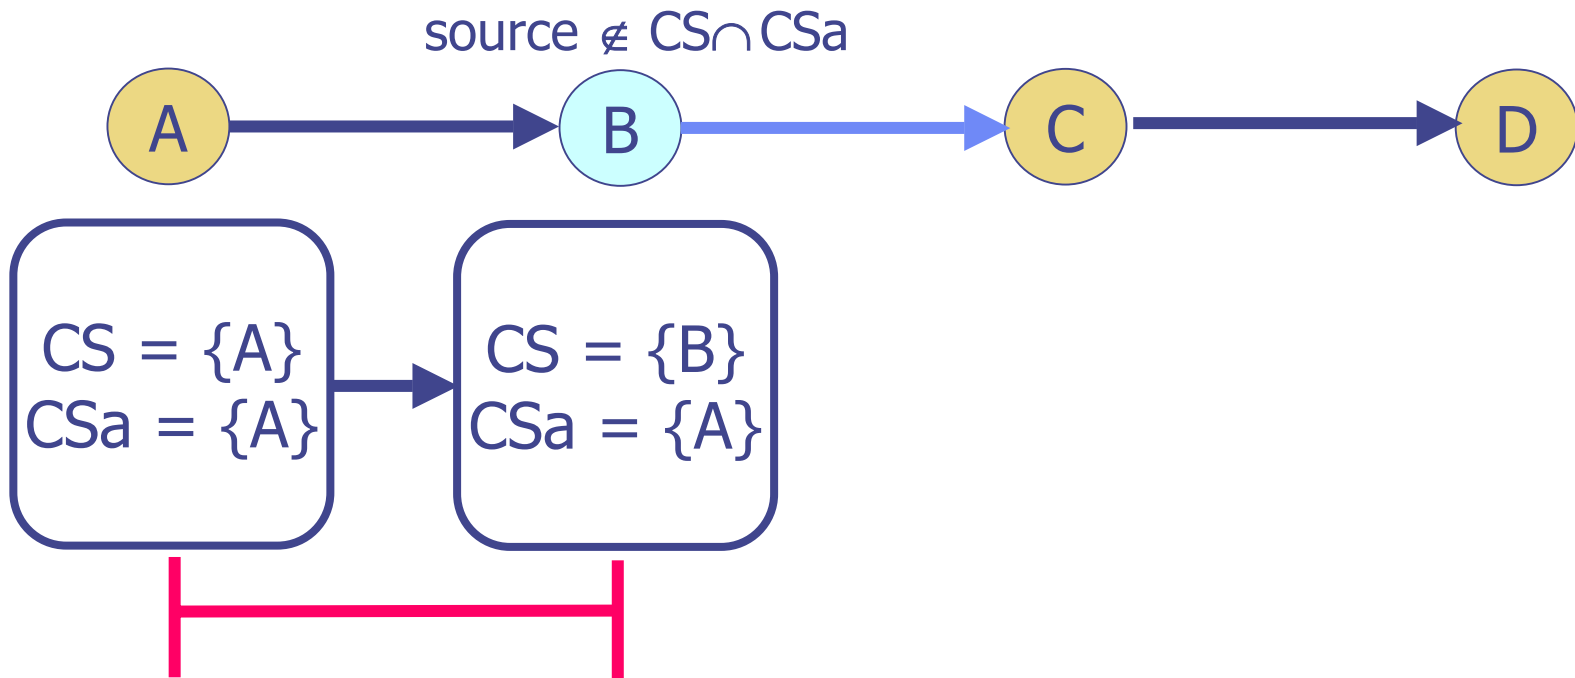 source ∉ CS∩CSa
A
B
C
D
CS = {A}
CSa = {A}
CS = {B}
CSa = {A}